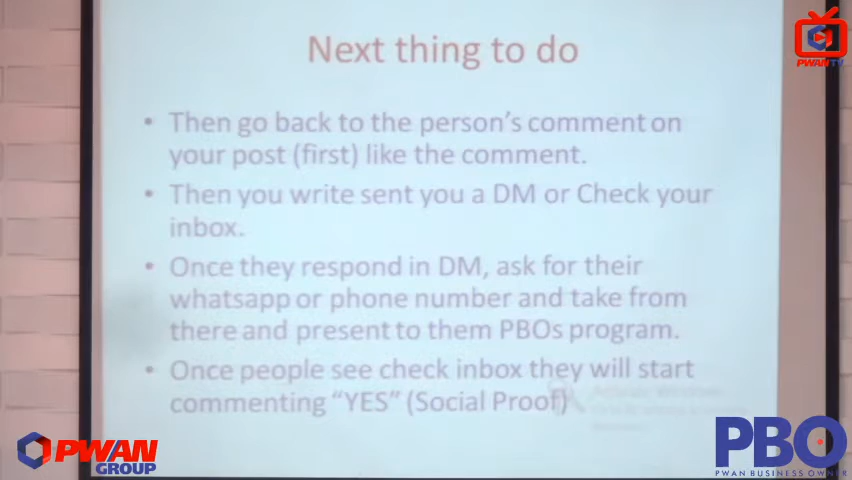 PWAN TV
Next thing to do
• Then go back to the person's comment on
your post (first) like the comment.
• Then you write sent you a DM or Check your
inbox.
• Once they respond in DM, ask for their
whatsapp or phone number and take from
there and present to them PBOs program.
• Once people see check inbox they will start
commenting "YES" (Social Proof)
PWAN
GROUP
PBO
PWAN BUSINESS OWNER